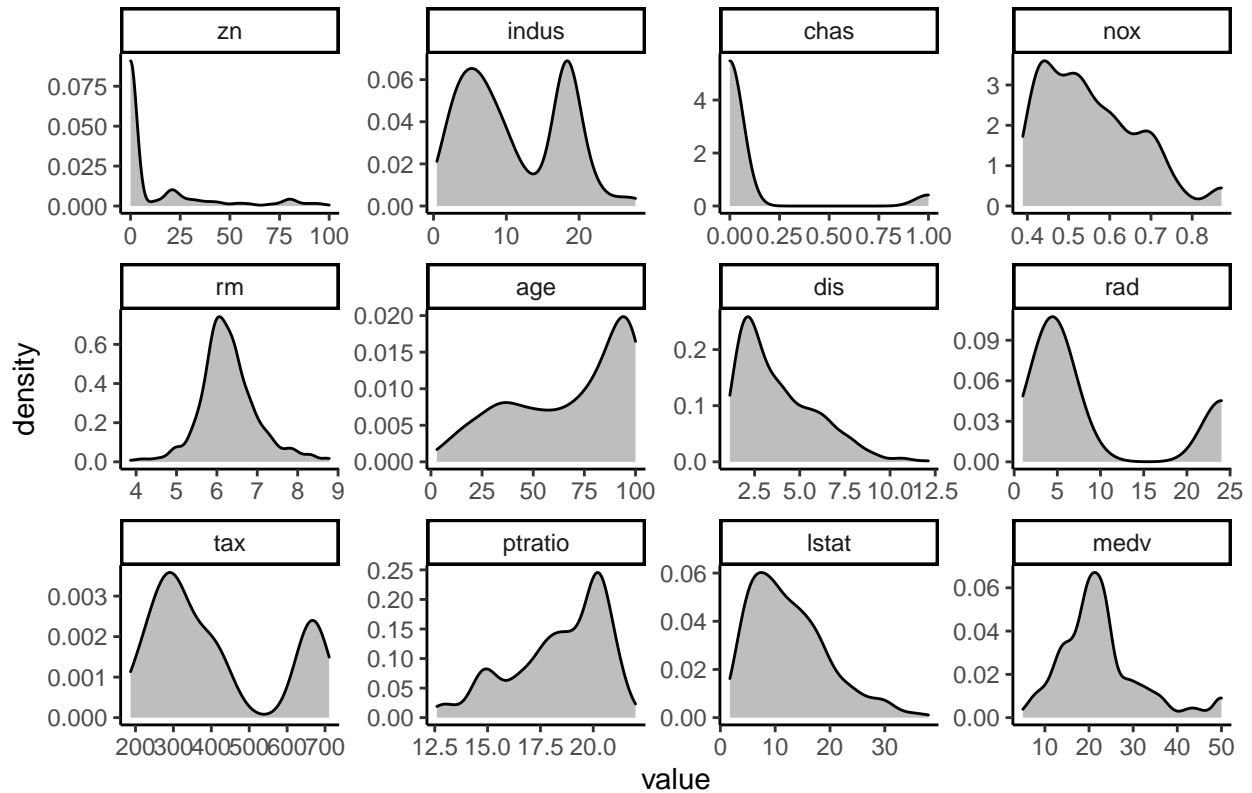 zn indus chas nox
0.075 0.06 4 3
0.050 0.04 2
0.025 0.02 2 1
0.000 0.00 0 0
0 25 50 75 100 0 10 20 0.00 0.25 0.50 0.75 1.00 0.4 0.5 0.6 0.7 0.8
rm age dis rad
0.6 0.020 0.2 0.09
0.4 0.015 0.1 0.06
0.2 0.010 0.03
0.0 0.005 0.0 0.00
0.000
4 5 6 7 8 9 0 25 50 75 100 2.5 5.0 7.5 10.0 12.5 0 5 10 15 20 25
density
tax ptratio lstat medv
0.003 0.25 0.06 0.06
0.002 0.20 0.04 0.04
0.001 0.15 0.02 0.02
0.000 0.10 0.00 0.00
0.05
0.00
200 300 400 500 600 700 12.5 15.0 17.5 20.0 0 10 20 30 10 20 30 40 50
value